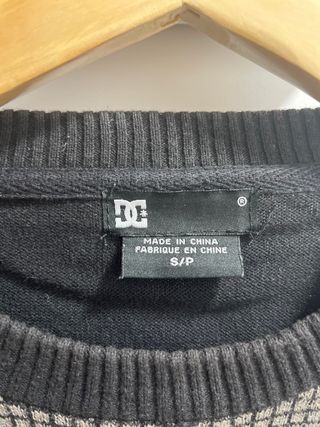 DC ®
MADE IN CHINA
FABRIQUE EN CHINE
S/P